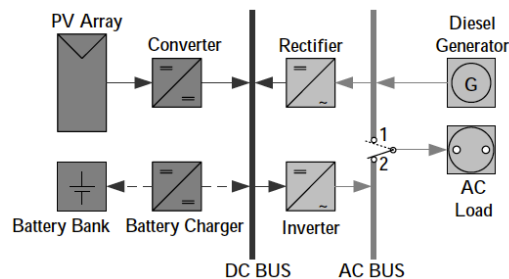 PV Array
Converter
Rectifier
Diesel
Generator
G
1
2
AC
Load
Battery Bank
Battery Charger
Inverter
DC BUS
AC BUS